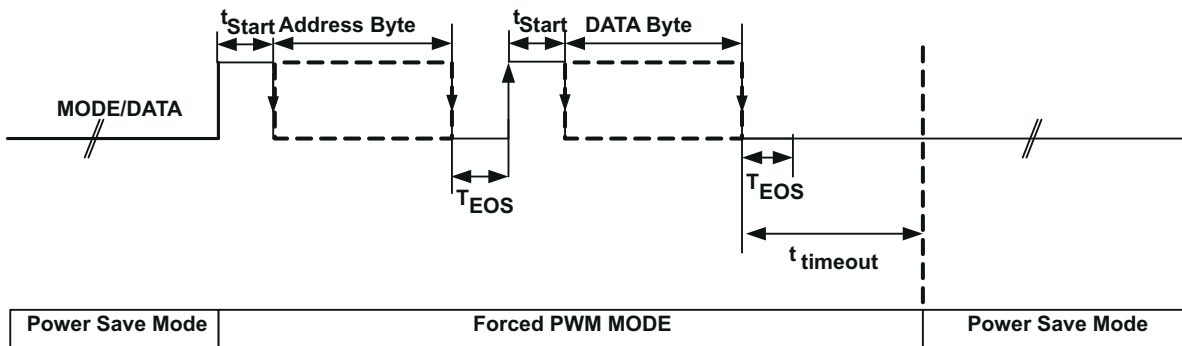 tStart Address Byte
tStart DATA Byte
MODE/DATA
TEOS
TEOS
t timeout
Power Save Mode
Forced PWM MODE
Power Save Mode